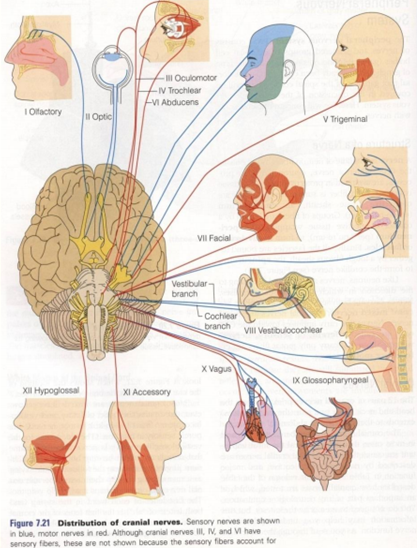 I Olfactory
II Optic
III Oculomotor
IV Trochlear
VI Abducens
V Trigeminal
VII Facial
Vestibular
branch
Cochlear
branch
VIII Vestibulocochlear
X Vagus
IX Glossopharyngeal
XII Hypoglossal
XI Accessory
Figure 7.21 Distribution of cranial nerves. Sensory nerves are shown
in blue, motor nerves in red. Although cranial nerves III, IV, and VI have
sensory fibers, these are not shown because the sensory fibers account for